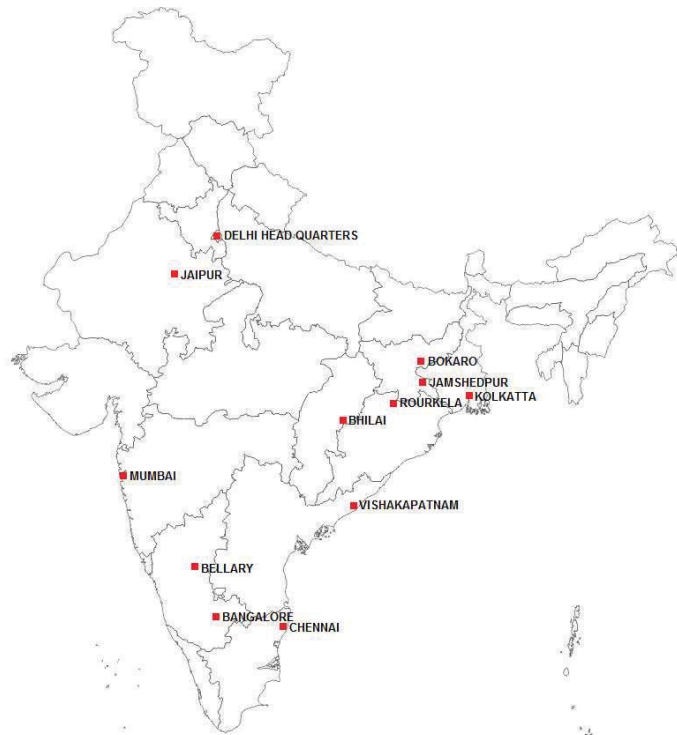 DELHI HEAD QUARTERS
JAIPUR
BOKARO
JAMSHEDPUR
KOLKATTA
ROURKELA
BHILAI
MUMBAI
VISHAKAPATNAM
BELLARY
BANGALORE
CHENNAI